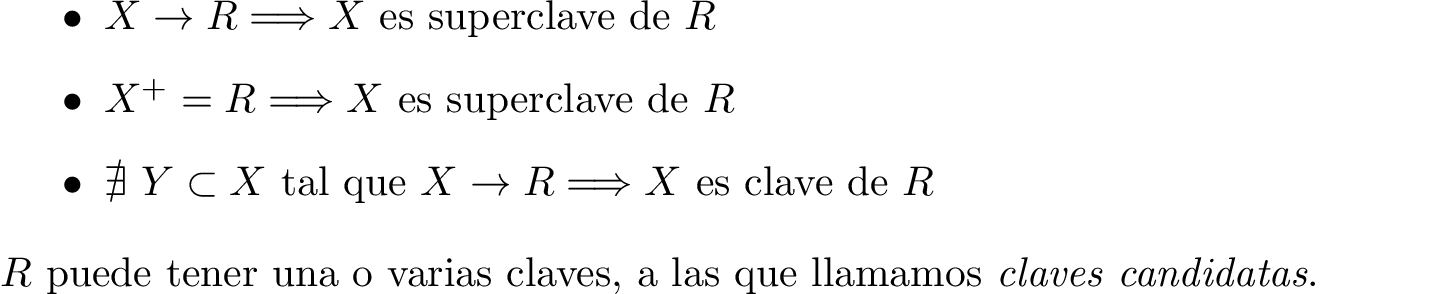 • X → R ⟹ X es superclave de R
• X⁺ = R ⟹ X es superclave de R
• ∄ Y ⊂ X tal que X → R ⟹ X es clave de R
R puede tener una o varias claves, a las que llamamos claves candidatas.